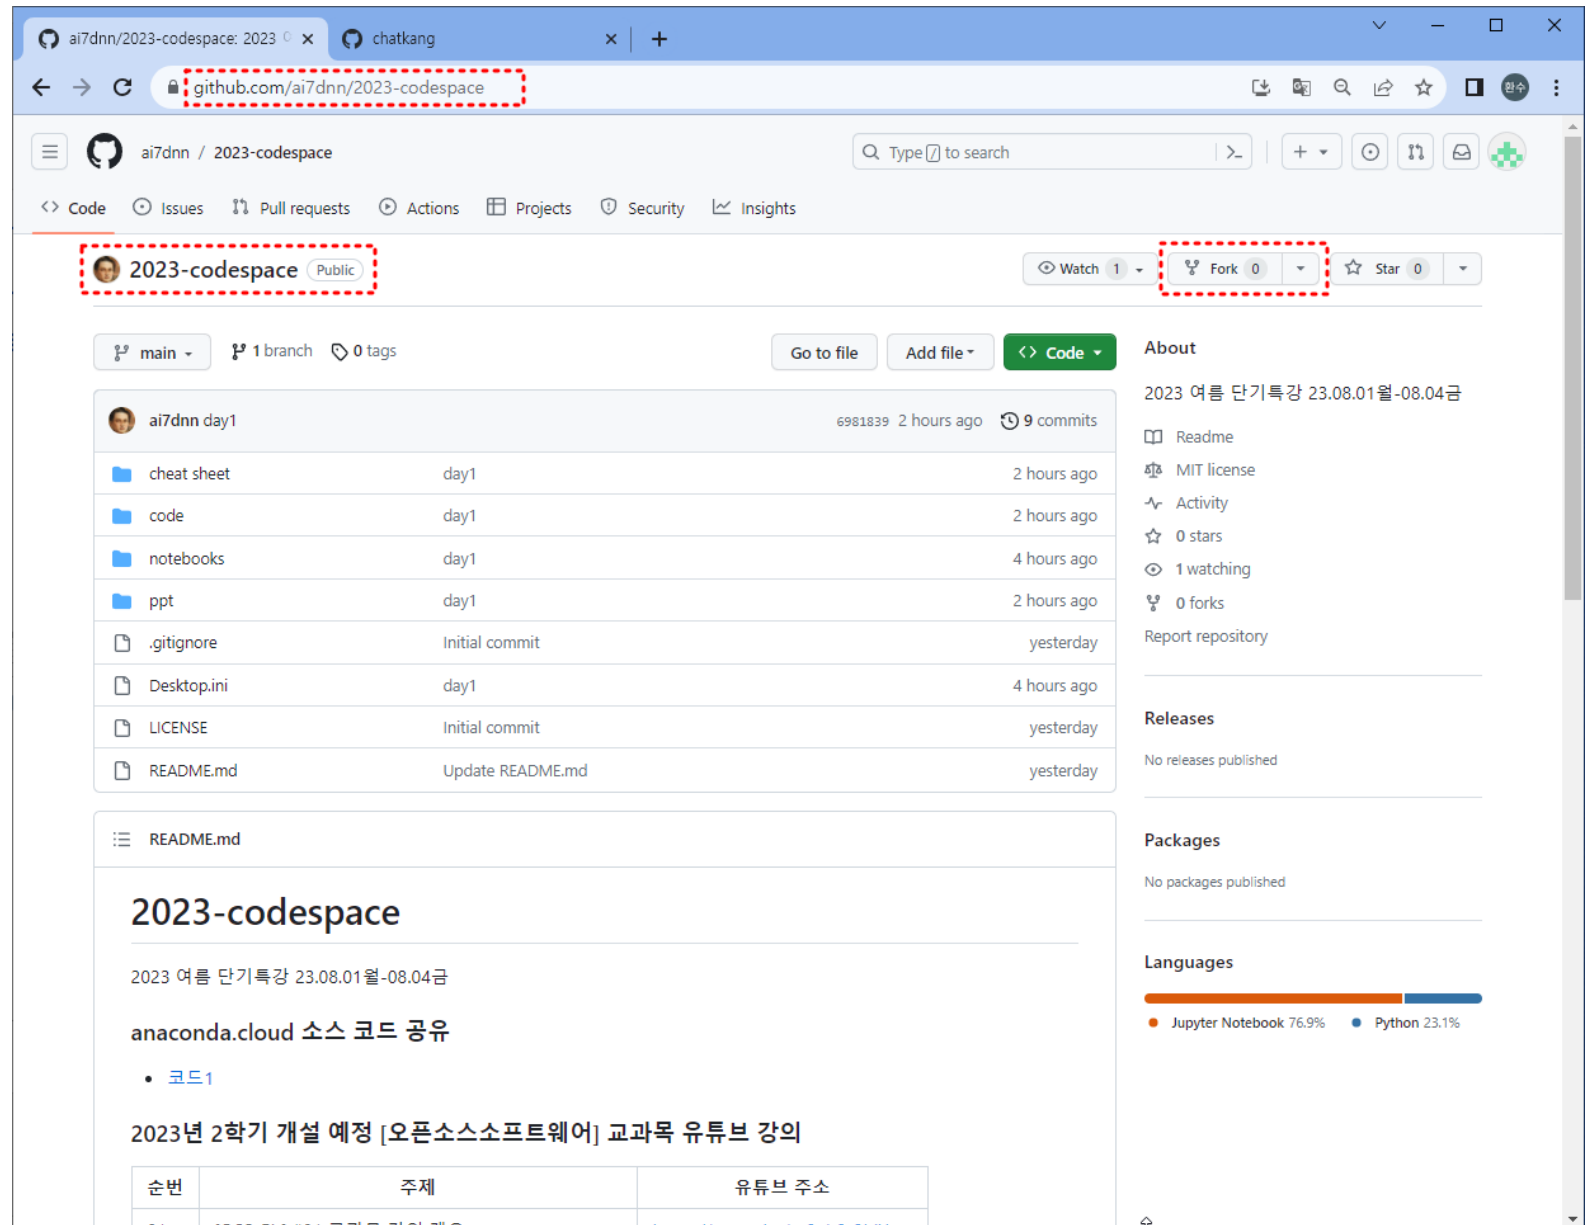 ai7dnn/2023-codespace: 2023
chatkang
github.com/ai7dnn/2023-codespace
환수
ai7dnn / 2023-codespace
Type / to search
Code Issues Pull requests Actions Projects Security Insights
2023-codespace Public
Watch 1 Fork 0 Star 0
main 1 branch 0 tags Go to file Add file Code
ai7dnn day1 6981839 2 hours ago 9 commits
cheat sheet day1 2 hours ago
code day1 2 hours ago
notebooks day1 4 hours ago
ppt day1 2 hours ago
.gitignore Initial commit yesterday
Desktop.ini day1 4 hours ago
LICENSE Initial commit yesterday
README.md Update README.md yesterday
README.md
2023-codespace
2023 여름 단기특강 23.08.01월-08.04금
anaconda.cloud 소스 코드 공유
코드1
2023년 2학기 개설 예정 [오픈소스소프트웨어] 교과목 유튜브 강의
순번 주제 유튜브 주소
About
2023 여름 단기특강 23.08.01월-08.04금
Readme
MIT license
Activity
0 stars
1 watching
0 forks
Report repository
Releases
No releases published
Packages
No packages published
Languages
Jupyter Notebook 76.9% Python 23.1%